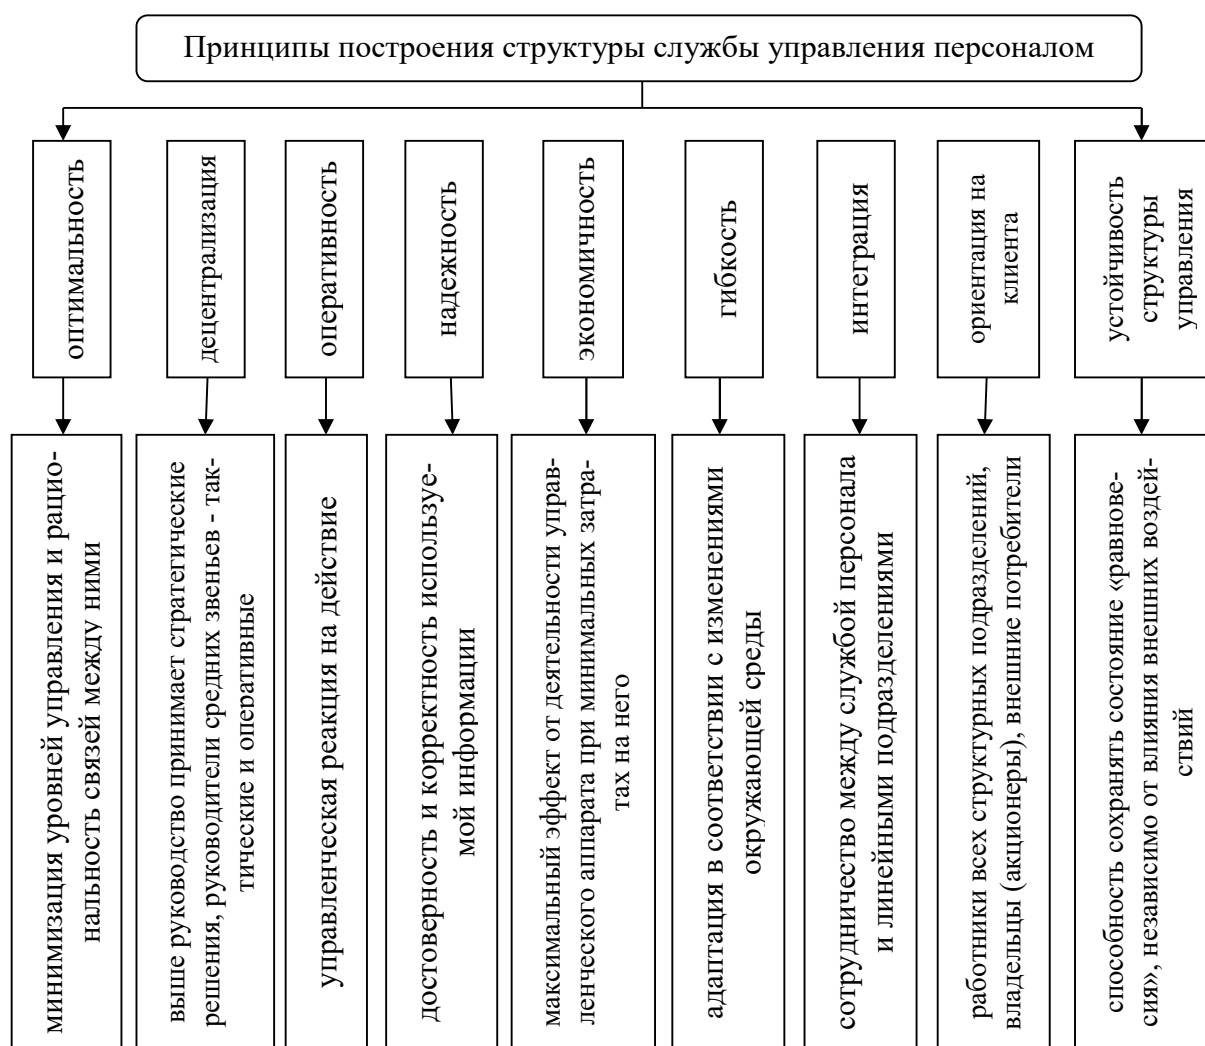 Принципы построения структуры службы управления персоналом
оптимальность
децентрализация
оперативность
надежность
экономичность
гибкость
интеграция
ориентация на
клиента
устойчивость
структуры
управления
минимизация уровней управления и рацио-
нальность связей между ними
выше руководство принимает стратегические
решения, руководители средних звеньев - так-
тические и оперативные
управленческая реакция на действие
достоверность и корректность используе-
мой информации
максимальный эффект от деятельности управ-
ленческого аппарата при минимальных затра-
тах на него
адаптация в соответствии с изменениями
окружающей среды
сотрудничество между службой персонала
и линейными подразделениями
работники всех структурных подразделений,
владельцы (акционеры), внешние потребители
способность сохранять состояние «равнове-
сия», независимо от влияния внешних воздей-
ствий